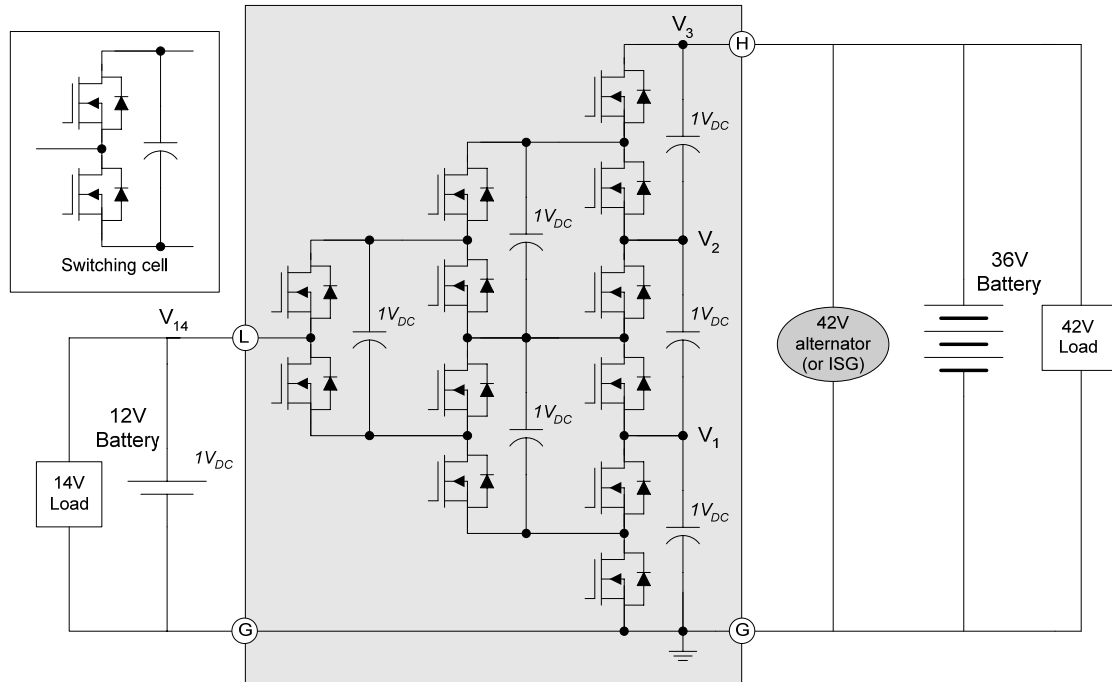 V3
H
1VDC
1VDC
Switching cell
V2
36V
Battery
1VDC
1VDC
V14
L
42V
alternator
(or ISG)
42V
Load
12V
Battery
1VDC
V1
1VDC
14V
Load
1VDC
G
G